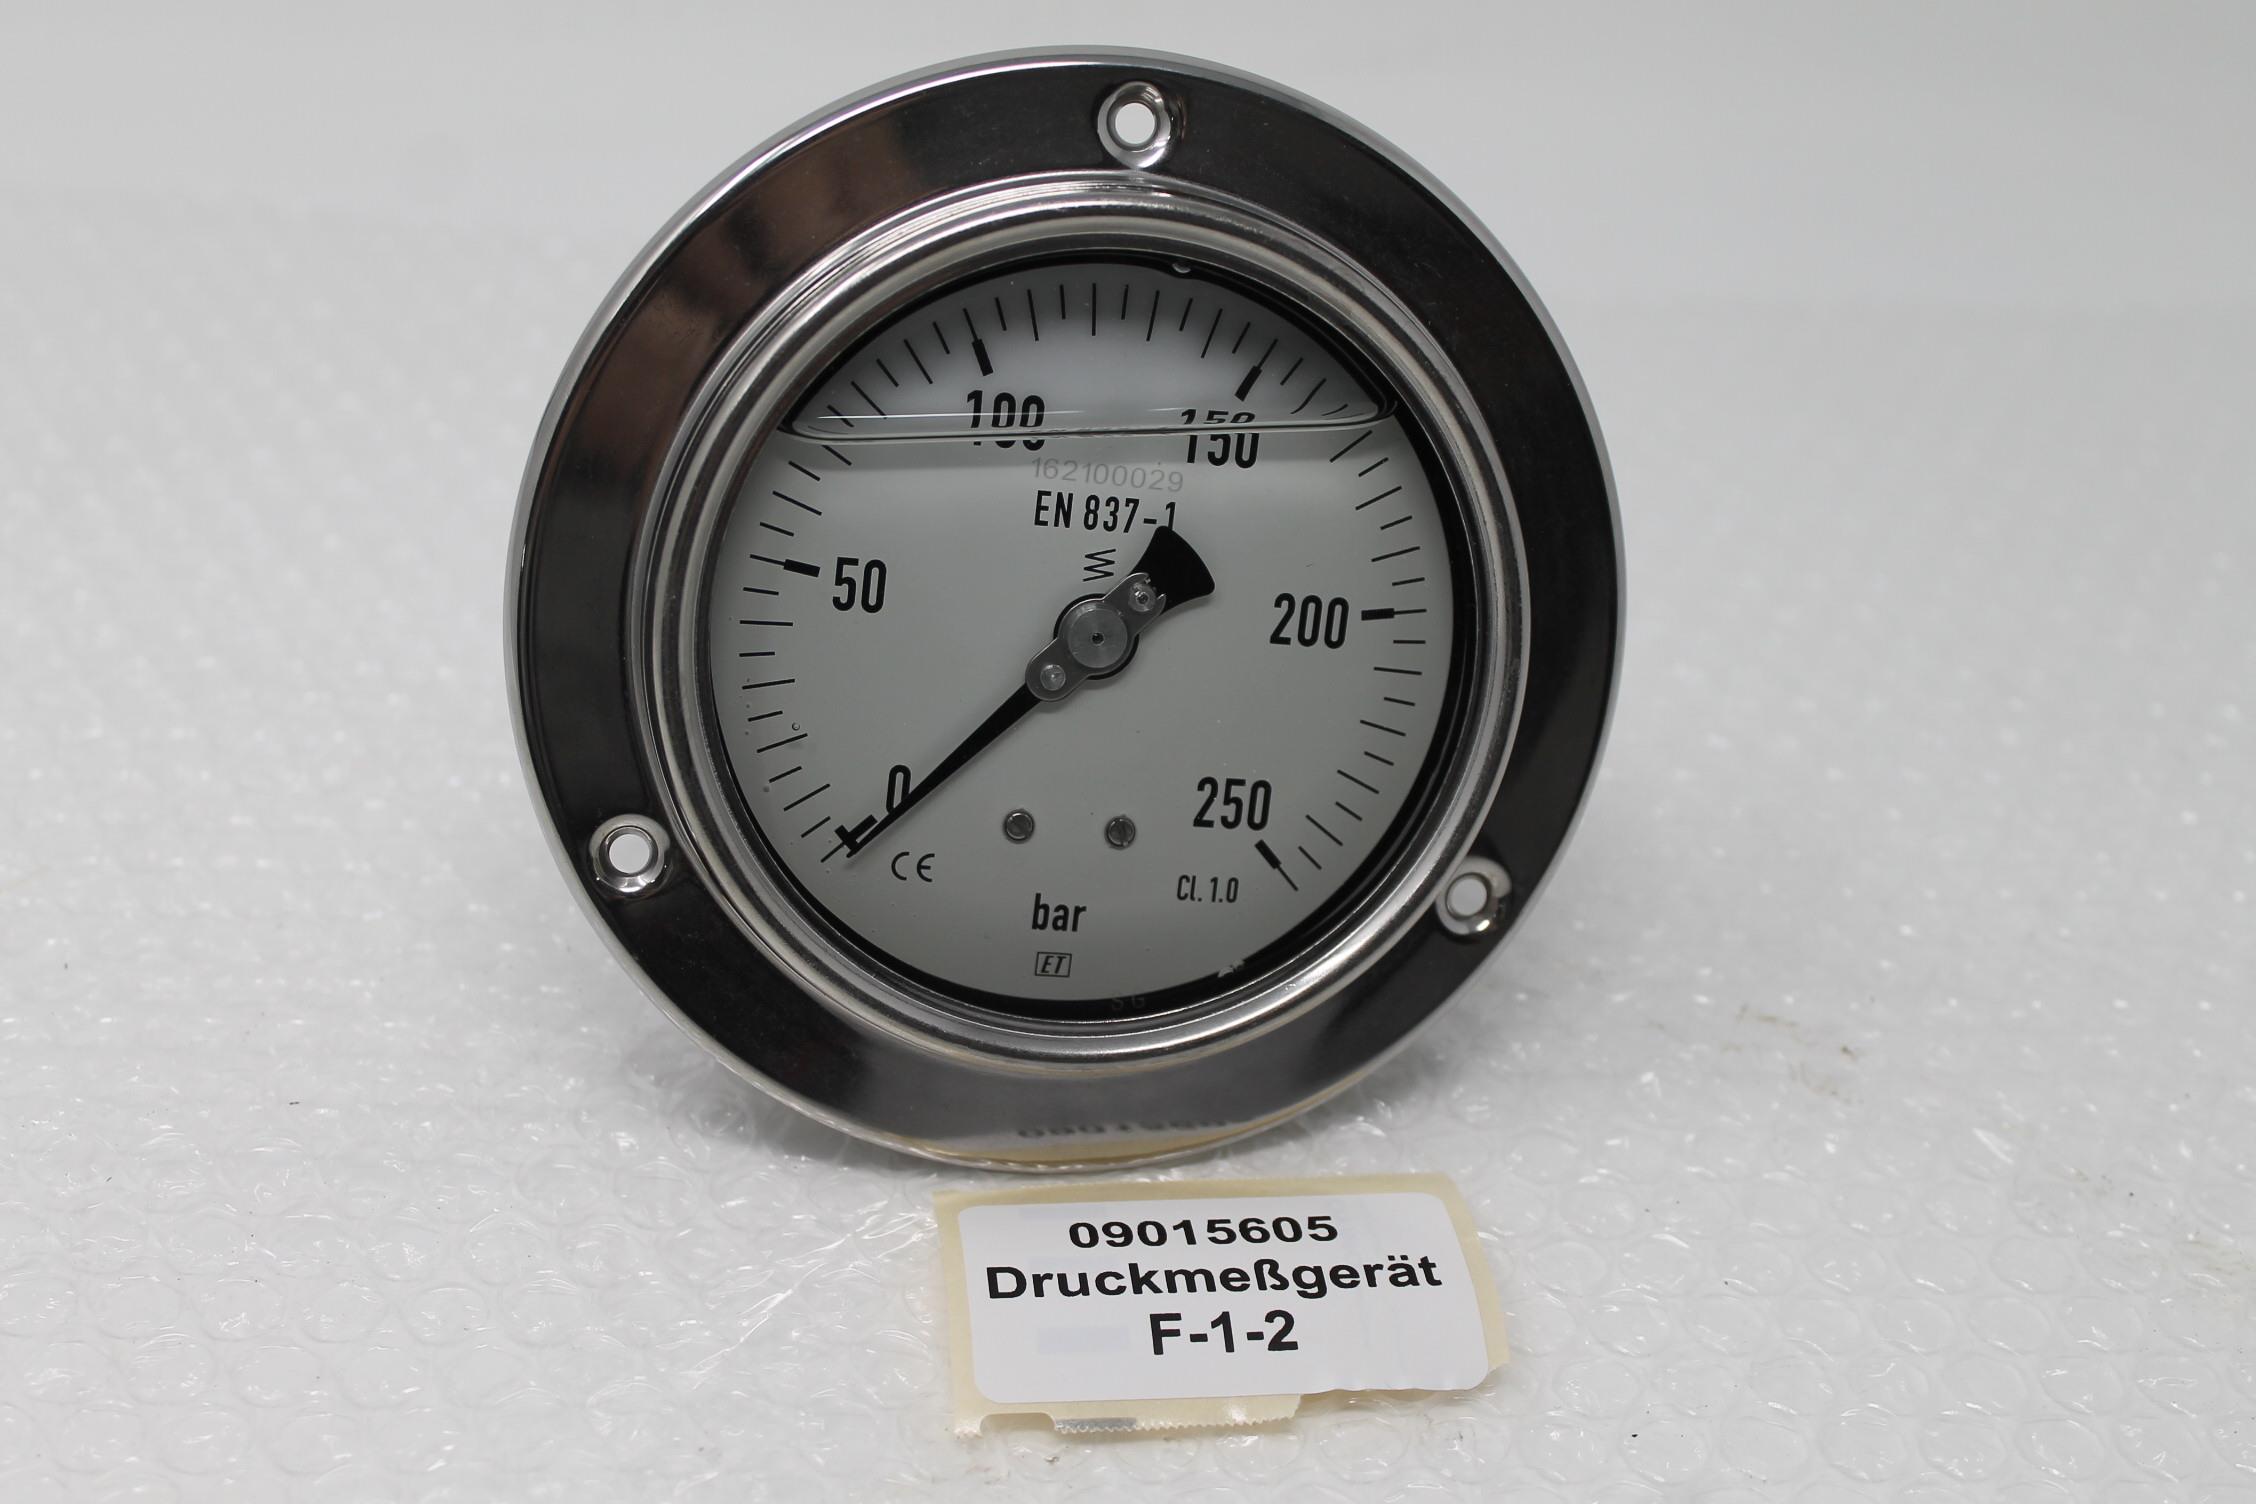 100
150
162100029
EN 837-1
50
200
0
250
CE
Cl. 1.0
bar
ET
SG
09015605
Druckmeßgerät
F-1-2